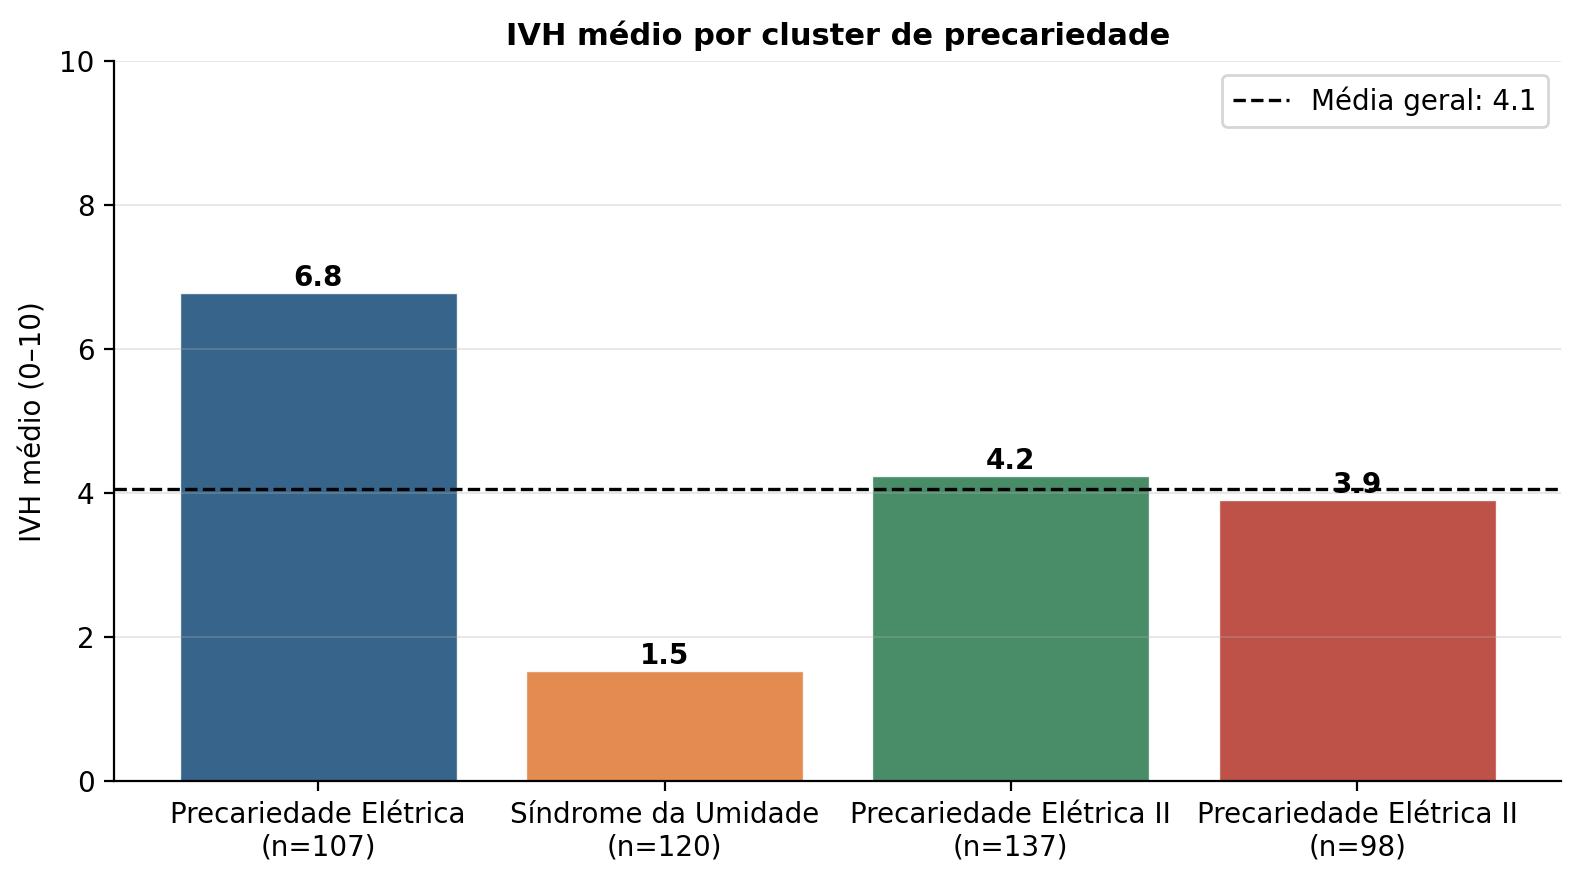 IVH médio por cluster de precariedade
Média geral: 4.1
IVH médio (0–10)
10
8
6
4
2
0
6.8
1.5
4.2
3.9
Precariedade Elétrica
(n=107)
Síndrome da Umidade
(n=120)
Precariedade Elétrica II
(n=137)
Precariedade Elétrica II
(n=98)